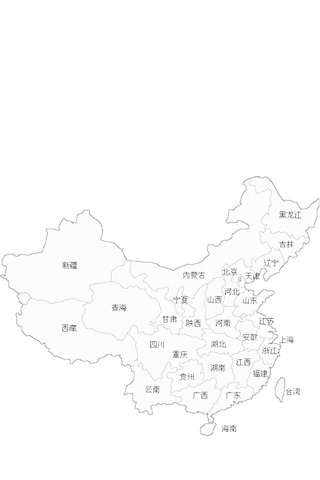 黑龙江
吉林
辽宁
新疆
内蒙古
北京
天津
河北
宁夏
山西
山东
青海
甘肃
陕西
河南
江苏
西藏
四川
湖北
安徽
上海
重庆
浙江
江西
湖南
贵州
福建
云南
广西
广东
台湾
海南